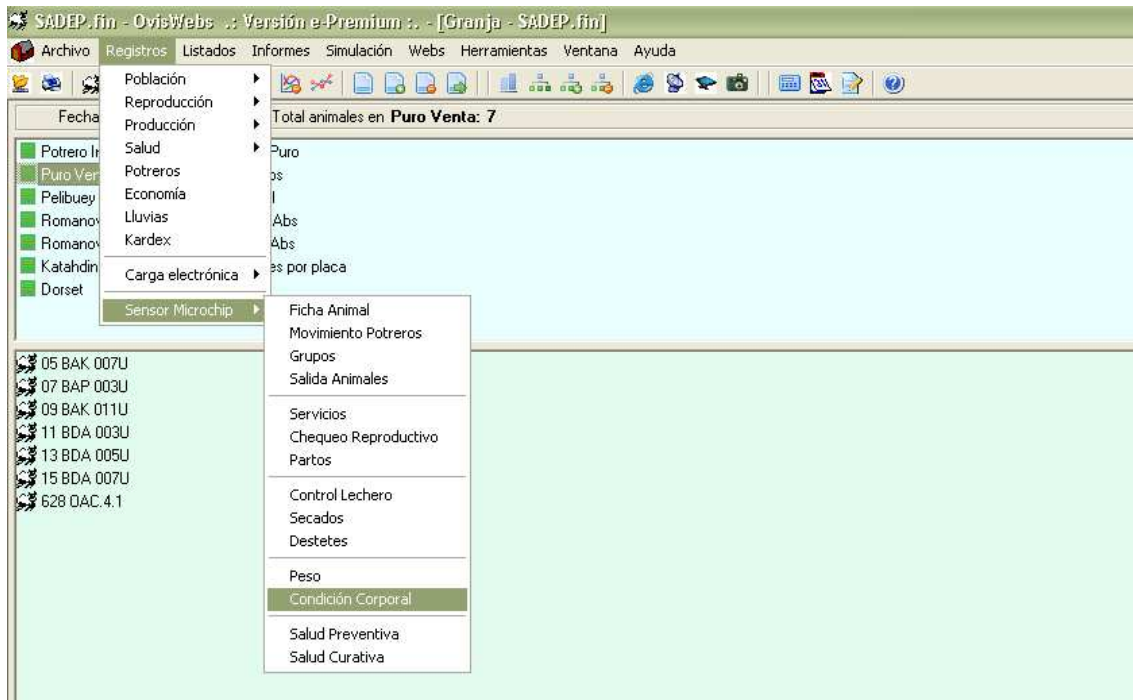 SADEP.fin - OvisWebs .: Versión e-Premium :. - [Granja - SADEP.fin]
Archivo Registros Listados Informes Simulación Webs Herramientas Ventana Ayuda
Fecha Total animales en Puro Venta: 7
Potrero Puro
Puro
Pelibuey
Abs
Abs
Katahdin es por placa
Dorset
Población
Reproducción
Producción
Salud
Potreros
Economía
Lluvias
Kardex
Carga electrónica
Sensor Microchip
Ficha Animal
Movimiento Potreros
Grupos
Salida Animales
Servicios
Chequeo Reproductivo
Partos
Control Lechero
Secados
Destetes
Peso
Condición Corporal
Salud Preventiva
Salud Curativa
05 BAK 007U
07 BAP 003U
09 BAK 011U
11 BDA 003U
13 BDA 005U
15 BDA 007U
628 OAC.4.1